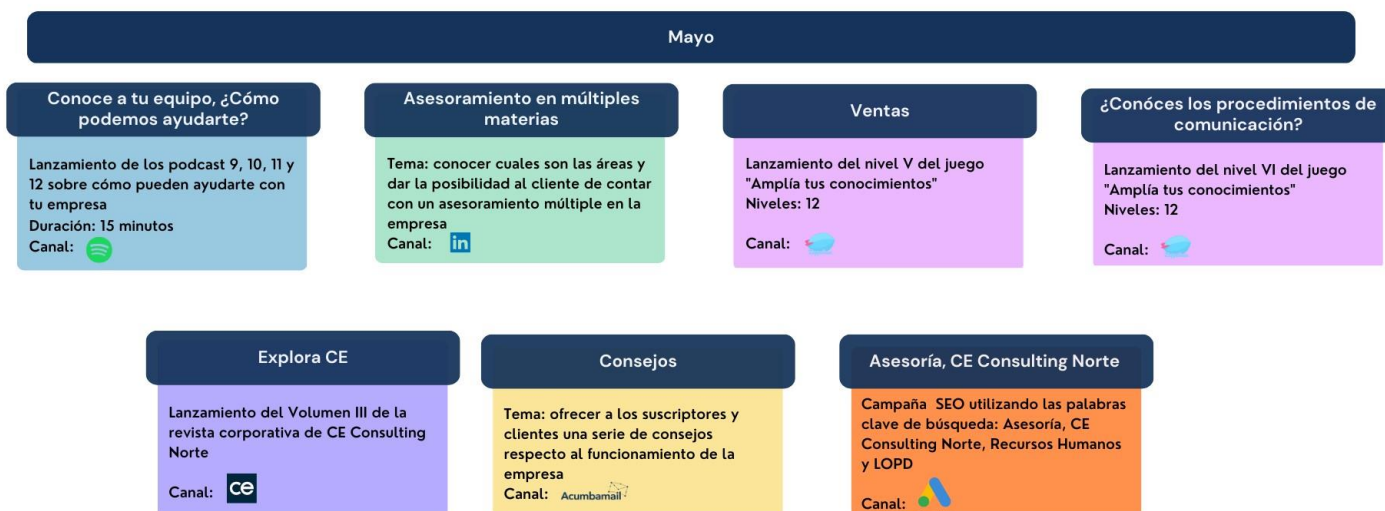 Mayo
Conoce a tu equipo, ¿Cómo
podemos ayudarte?
Lanzamiento de los podcast 9, 10, 11 y
12 sobre cómo pueden ayudarte con
tu empresa
Duración: 15 minutos
Canal:
Asesoramiento en múltiples
materias
Tema: conocer cuales son las áreas y
dar la posibilidad al cliente de contar
con un asesoramiento múltiple en la
empresa
Canal: in
Ventas
Lanzamiento del nivel V del juego
"Amplía tus conocimientos"
Niveles: 12
Canal:
¿Conóces los procedimientos de
comunicación?
Lanzamiento del nivel VI del juego
"Amplía tus conocimientos"
Niveles: 12
Canal:
Explora CE
Lanzamiento del Volumen III de la
revista corporativa de CE Consulting
Norte
Canal: ce
Consejos
Tema: ofrecer a los suscriptores y
clientes una serie de consejos
respecto al funcionamiento de la
empresa
Canal: Acumbamail
Asesoría, CE Consulting Norte
Campaña SEO utilizando las palabras
clave de búsqueda: Asesoría, CE
Consulting Norte, Recursos Humanos
y LOPD
Canal: